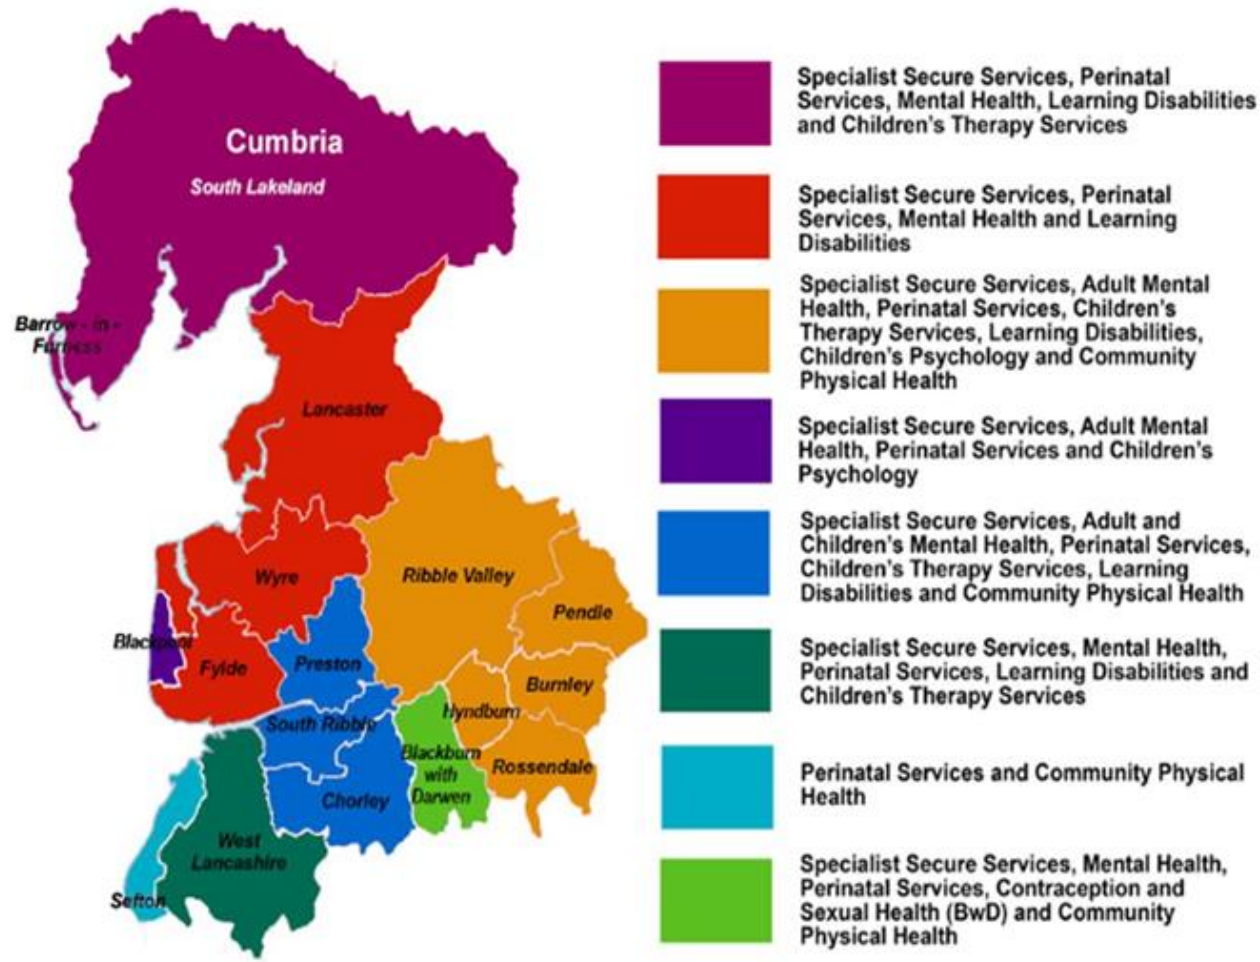 Cumbria
South Lakeland
Barrow - in -
Furness
Lancaster
Wyre
Ribble Valley
Pendle
Blackpool
Fylde
Preston
Burnley
Hyndburn
South Ribble
Blackburn
with
Darwen
Rossendale
Chorley
West
Lancashire
Sefton
Specialist Secure Services, Perinatal
Services, Mental Health, Learning Disabilities
and Children's Therapy Services
Specialist Secure Services, Perinatal
Services, Mental Health and Learning
Disabilities
Specialist Secure Services, Adult Mental
Health, Perinatal Services, Children's
Therapy Services, Learning Disabilities,
Children's Psychology and Community
Physical Health
Specialist Secure Services, Adult Mental
Health, Perinatal Services and Children's
Psychology
Specialist Secure Services, Adult and
Children's Mental Health, Perinatal Services,
Children's Therapy Services, Learning
Disabilities and Community Physical Health
Specialist Secure Services, Mental Health,
Perinatal Services, Learning Disabilities and
Children's Therapy Services
Perinatal Services and Community Physical
Health
Specialist Secure Services, Mental Health,
Perinatal Services, Contraception and
Sexual Health (BwD) and Community
Physical Health